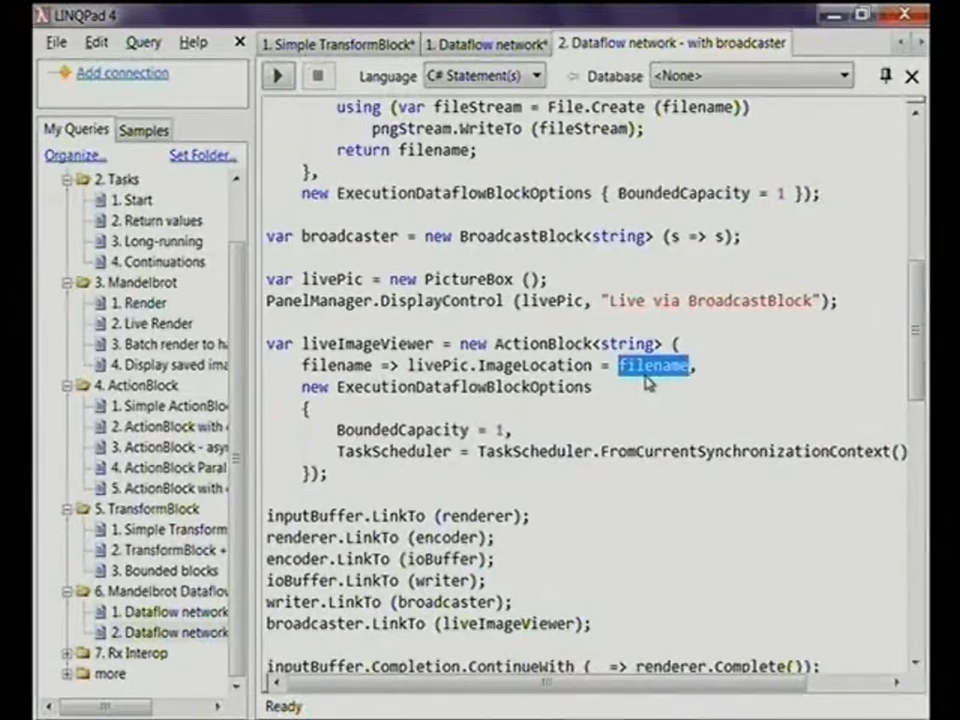 LINQPad 4
File Edit Query Help
Add connection
My Queries Samples
Organize... Set Folder...
2. Tasks
1. Start
2. Return values
3. Long-running
4. Continuations
3. Mandelbrot
1. Render
2. Live Render
3. Batch render to ha
4. Display saved ima
4. ActionBlock
1. Simple ActionBlo
2. ActionBlock with
3. ActionBlock - asy
4. ActionBlock Paral
5. ActionBlock with
5. TransformBlock
1. Simple Transform
2. TransformBlock +
3. Bounded blocks
6. Mandelbrot Dataflow
1. Dataflow network
2. Dataflow network
7. Rx Interop
more
1. Simple TransformBlock* 1. Dataflow network* 2. Dataflow network - with broadcaster
Language C# Statement(s) Database <None>
using (var fileStream = File.Create (filename))
pngStream.WriteTo (fileStream);
return filename;
},
new ExecutionDataflowBlockOptions { BoundedCapacity = 1 });
var broadcaster = new BroadcastBlock<string> (s => s);
var livePic = new PictureBox ();
PanelManager.DisplayControl (livePic, "Live via BroadcastBlock");
var liveImageViewer = new ActionBlock<string> (
filename => livePic.ImageLocation = filename,
new ExecutionDataflowBlockOptions
{
BoundedCapacity = 1,
TaskScheduler = TaskScheduler.FromCurrentSynchronizationContext()
});
inputBuffer.LinkTo (renderer);
renderer.LinkTo (encoder);
encoder.LinkTo (ioBuffer);
ioBuffer.LinkTo (writer);
writer.LinkTo (broadcaster);
broadcaster.LinkTo (liveImageViewer);
inputBuffer.Completion.ContinueWith (_ => renderer.Complete());
Ready